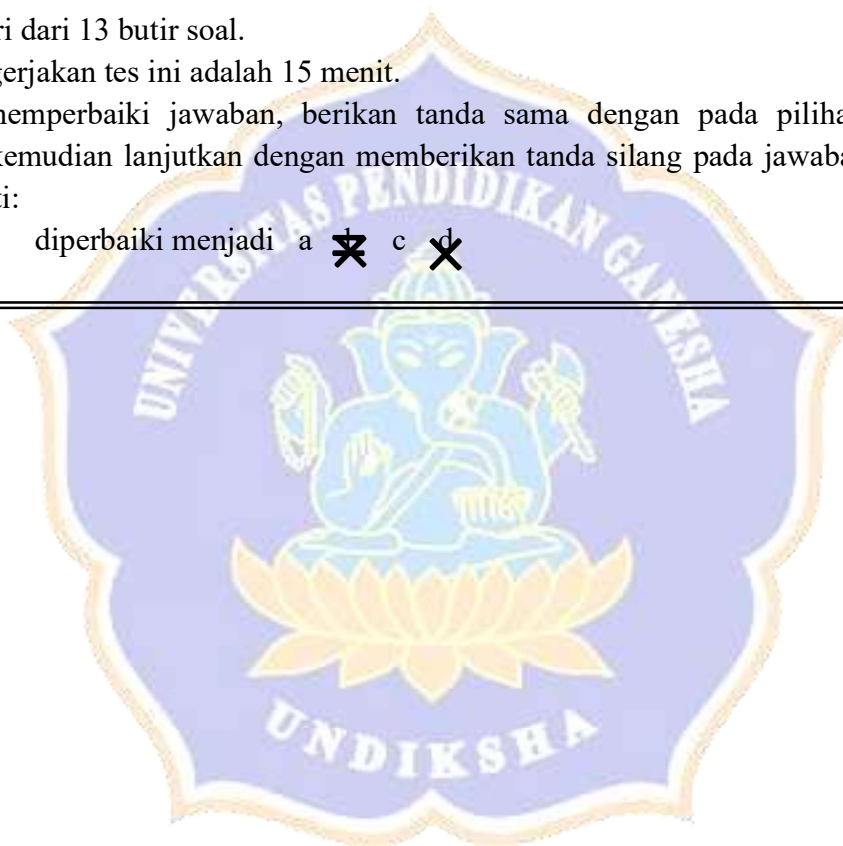 ri dari 13 butir soal.
gerjakan tes ini adalah 15 menit.
nemperbaiki jawaban, berikan tanda sama dengan pada piliha
kemudian lanjutkan dengan memberikan tanda silang pada jawaba
ti:
diperbaiki menjadi a b c d
UNIVERSITAS PENDIDIKAN GANESHA
UNDIKSHA